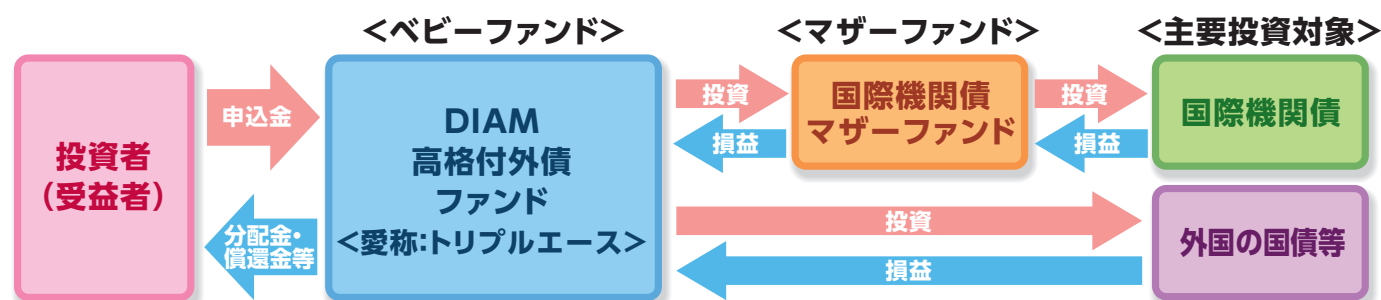 <ベビーファンド>
<マザーファンド>
<主要投資対象>
投資者
(受益者)
申込金
分配金・
償還金等
DIAM
高格付外債
ファンド
<愛称:トリプルエース>
投資
損益
国際機関債
マザーファンド
投資
損益
国際機関債
投資
損益
外国の国債等